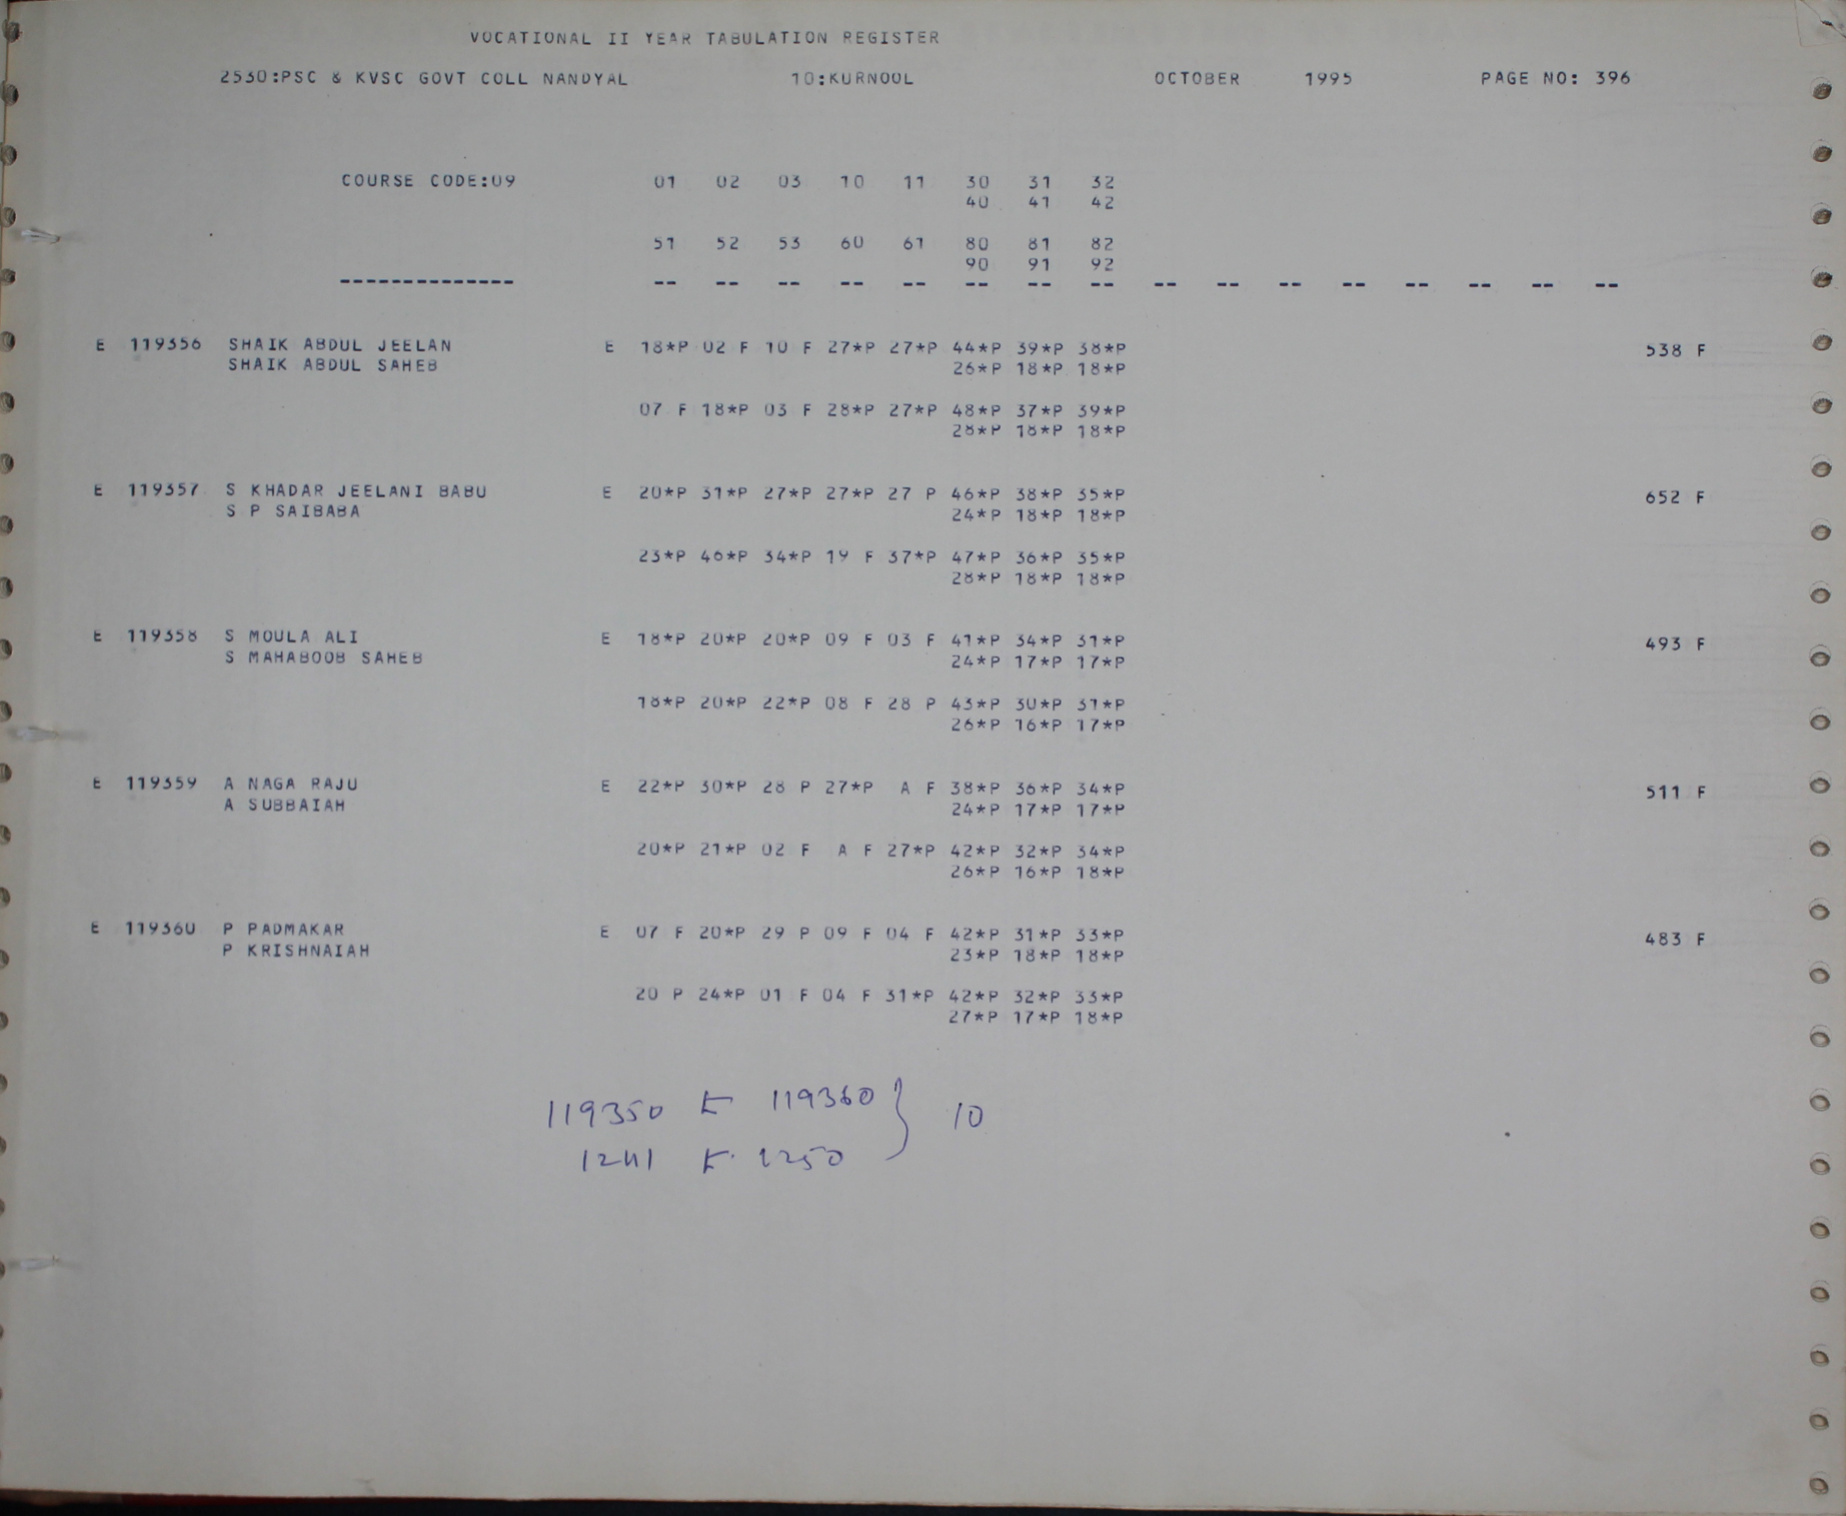 VOCATIONAL II YEAR TABULATION REGISTER
2530:PSC & KVSC GOVT COLL NANDYAL 10:KURNOOL OCTOBER 1995 PAGE NO: 396
COURSE CODE:09 01 02 03 10 11 30 31 32
40 41 42
51 52 53 60 61 80 81 82
90 91 92
-------------- -- -- -- -- -- -- -- -- -- -- -- -- -- -- -- --
E 119356 SHAIK ABDUL JEELAN E 18*P 02 F 10 F 27*P 27*P 44*P 39*P 38*P 538 F
SHAIK ABDUL SAHEB 26*P 18*P 18*P
07 F 18*P 03 F 28*P 27*P 48*P 37*P 39*P
28*P 18*P 18*P
E 119357 S KHADAR JEELANI BABU E 20*P 31*P 27*P 27*P 27 P 46*P 38*P 35*P 652 F
S P SAIBABA 24*P 18*P 18*P
23*P 46*P 34*P 19 F 37*P 47*P 36*P 35*P
28*P 18*P 18*P
E 119358 S MOULA ALI E 18*P 20*P 20*P 09 F 03 F 41*P 34*P 31*P 493 F
S MAHABOOB SAHEB 24*P 17*P 17*P
18*P 20*P 22*P 08 F 28 P 43*P 30*P 31*P
26*P 16*P 17*P
E 119359 A NAGA RAJU E 22*P 30*P 28 P 27*P A F 38*P 36*P 34*P 511 F
A SUBBAIAH 24*P 17*P 17*P
20*P 21*P 02 F A F 27*P 42*P 32*P 34*P
26*P 16*P 18*P
E 119360 P PADMAKAR E 07 F 20*P 29 P 09 F 04 F 42*P 31*P 33*P 483 F
P KRISHNAIAH 23*P 18*P 18*P
20 P 24*P 01 F 04 F 31*P 42*P 32*P 33*P
27*P 17*P 18*P
119350 to 119360 } 10
1241 to 1250